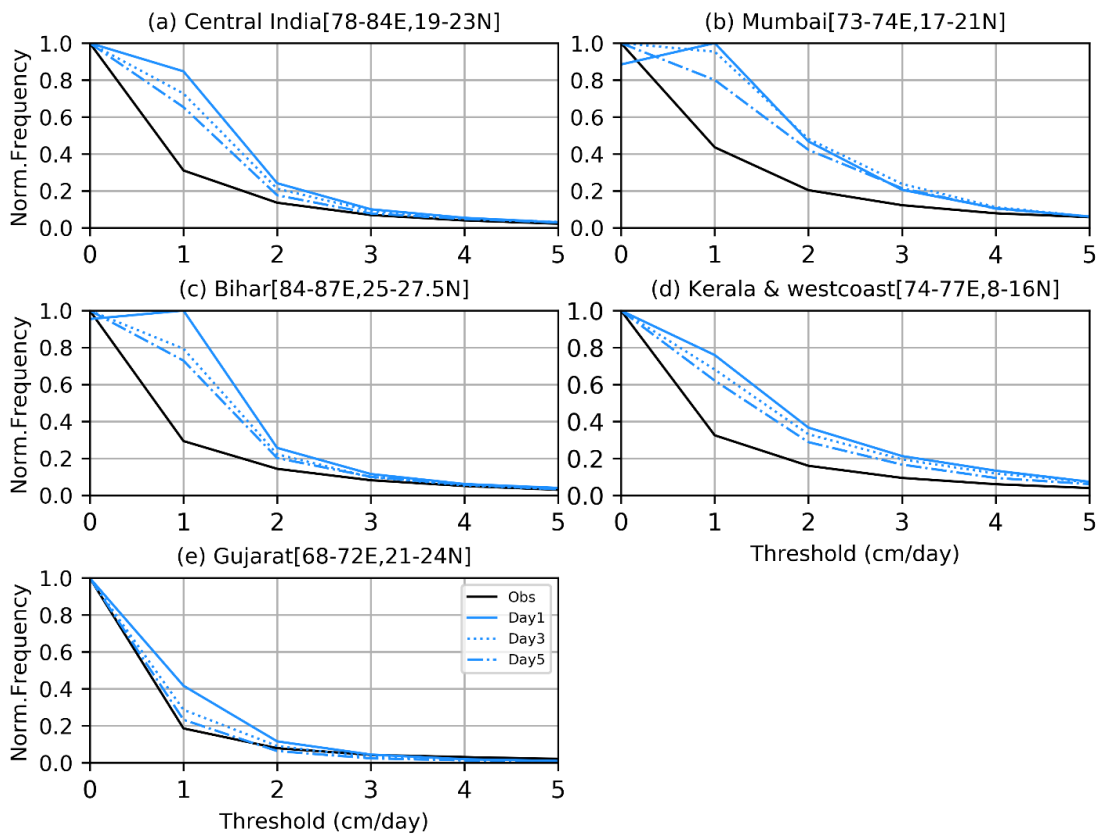 (a) Central India[78-84E,19-23N]
(b) Mumbai[73-74E,17-21N]
Norm.Frequency
1.0
0.8
0.6
0.4
0.2
0.0
0 1 2 3 4 5
1.0
0.8
0.6
0.4
0.2
0.0
0 1 2 3 4 5
(c) Bihar[84-87E,25-27.5N]
(d) Kerala & westcoast[74-77E,8-16N]
Norm.Frequency
1.0
0.8
0.6
0.4
0.2
0.0
0 1 2 3 4 5
1.0
0.8
0.6
0.4
0.2
0.0
0 1 2 3 4 5
Threshold (cm/day)
(e) Gujarat[68-72E,21-24N]
Norm.Frequency
1.0
0.8
0.6
0.4
0.2
0.0
Obs
Day1
Day3
Day5
0 1 2 3 4 5
Threshold (cm/day)